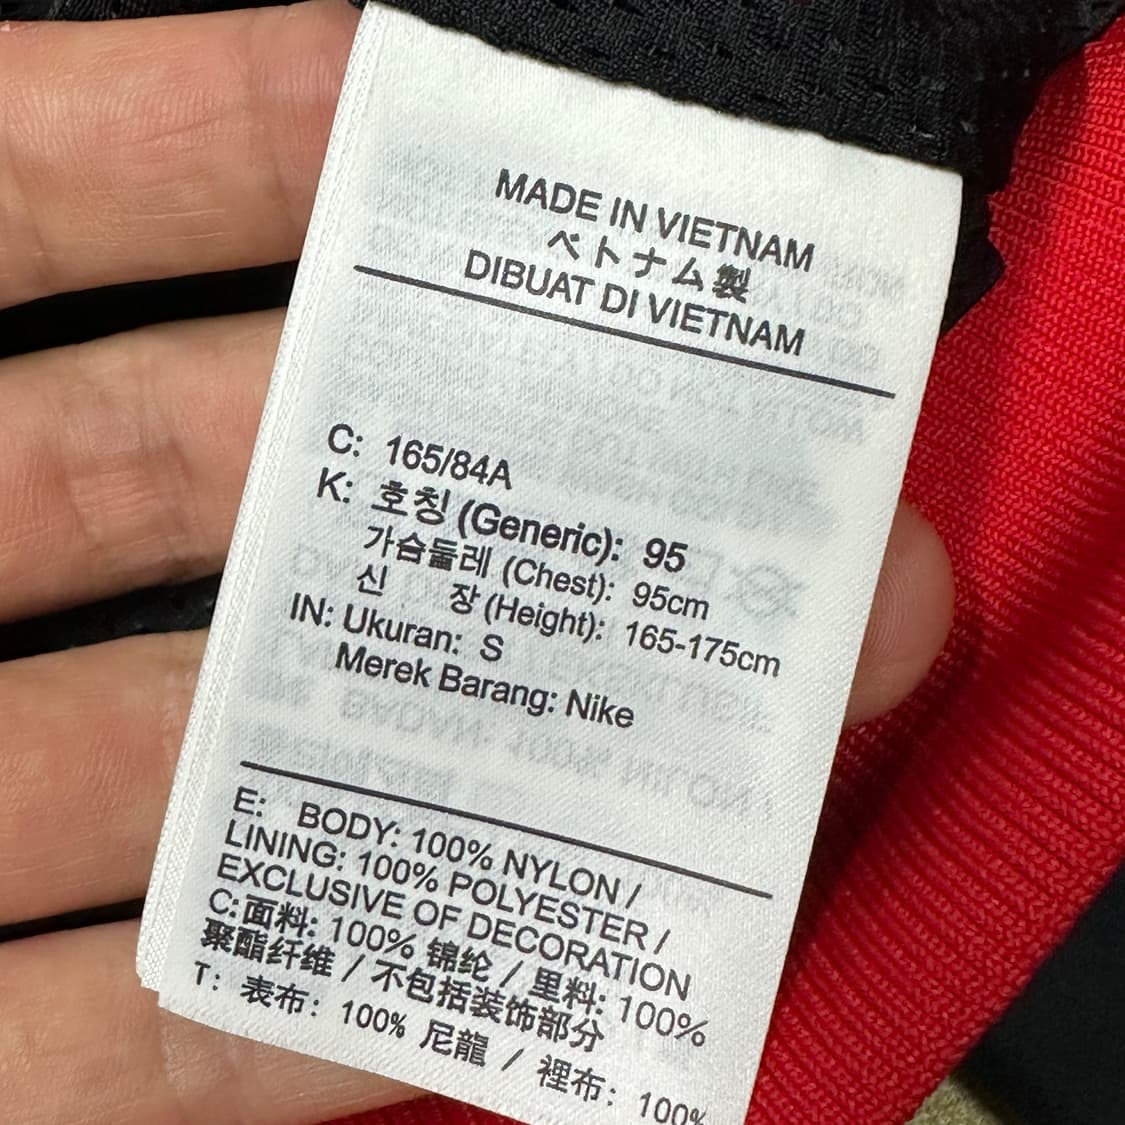 MADE IN VIETNAM
ベトナム製
DIBUAT DI VIETNAM
C: 165/84A
K: 호칭 (Generic): 95
가슴둘레 (Chest): 95cm
신 장 (Height): 165-175cm
IN: Ukuran: S
Merek Barang: Nike
E: BODY: 100% NYLON /
LINING: 100% POLYESTER /
EXCLUSIVE OF DECORATION
C: 面料: 100% 锦纶 / 里料: 100%
聚酯纤维 / 不包括装饰部分
T: 表布: 100% 尼龍 / 裡布: 100%